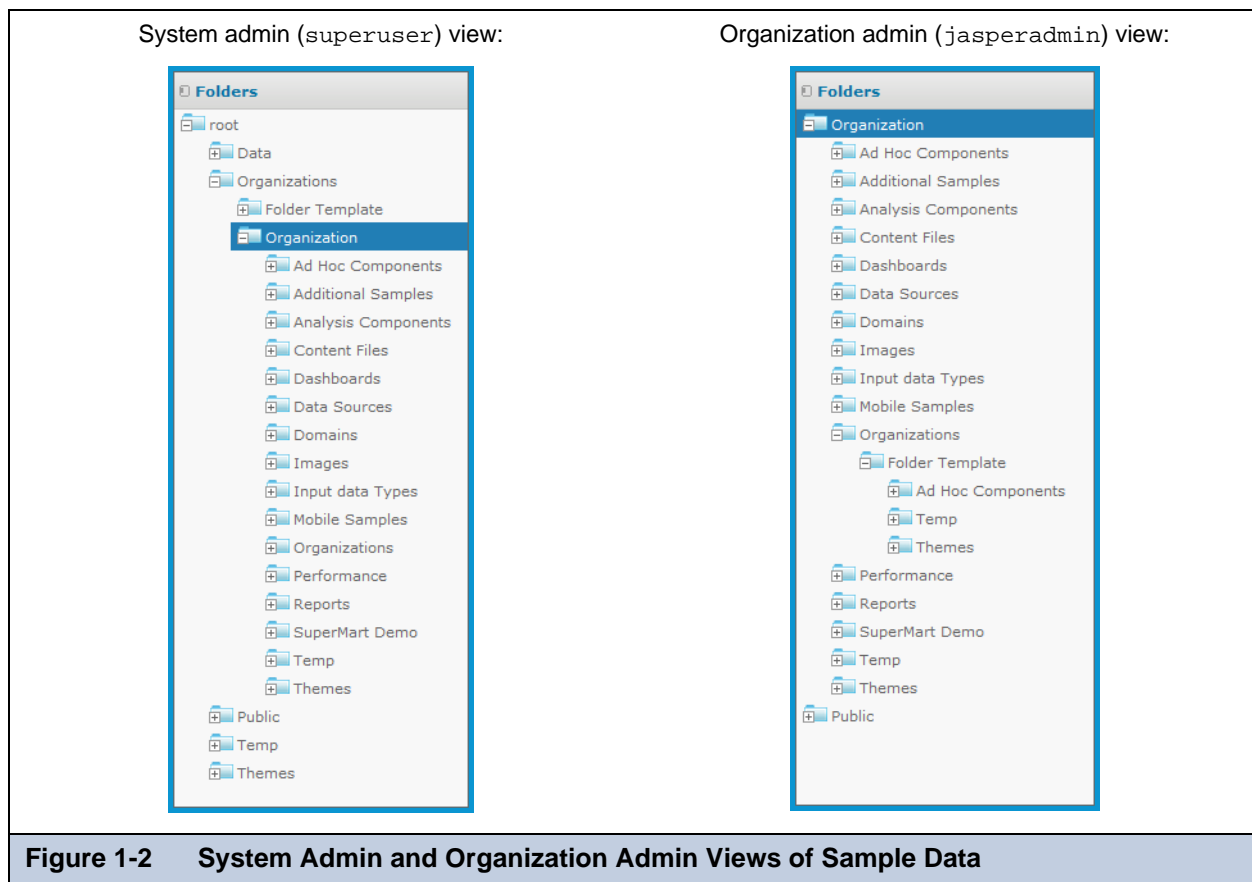 System admin (superuser) view:
Folders
root
Data
Organizations
Folder Template
Organization
Ad Hoc Components
Additional Samples
Analysis Components
Content Files
Dashboards
Data Sources
Domains
Images
Input data Types
Mobile Samples
Organizations
Performance
Reports
SuperMart Demo
Temp
Themes
Public
Temp
Themes
Organization admin (jasperadmin) view:
Folders
Organization
Ad Hoc Components
Additional Samples
Analysis Components
Content Files
Dashboards
Data Sources
Domains
Images
Input data Types
Mobile Samples
Organizations
Folder Template
Ad Hoc Components
Temp
Themes
Performance
Reports
SuperMart Demo
Temp
Themes
Public
Figure 1-2 System Admin and Organization Admin Views of Sample Data